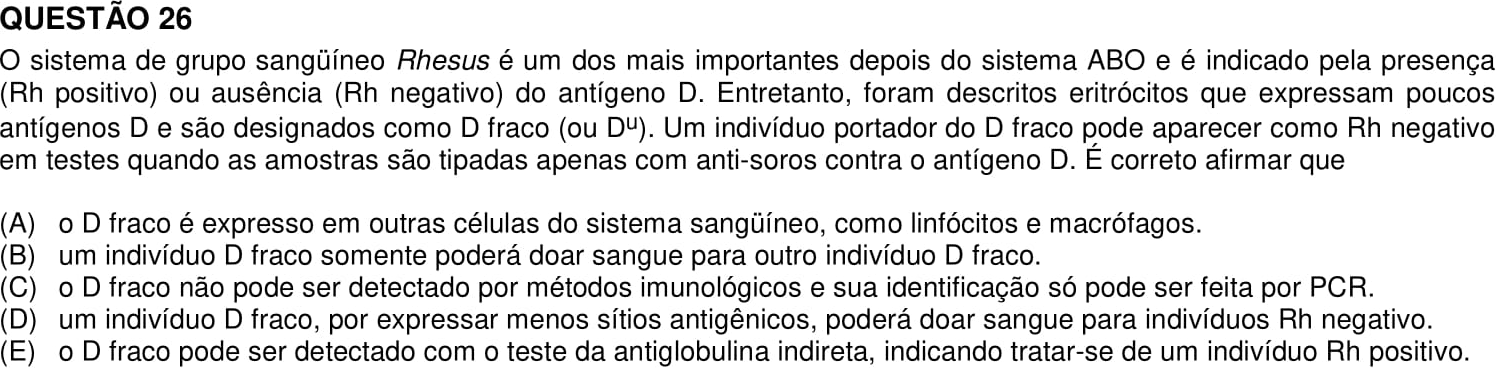 QUESTÃO 26
O sistema de grupo sangüíneo Rhesus é um dos mais importantes depois do sistema ABO e é indicado pela presença
(Rh positivo) ou ausência (Rh negativo) do antígeno D. Entretanto, foram descritos eritrócitos que expressam poucos
antígenos D e são designados como D fraco (ou Dᵘ). Um indivíduo portador do D fraco pode aparecer como Rh negativo
em testes quando as amostras são tipadas apenas com anti-soros contra o antígeno D. É correto afirmar que
(A) o D fraco é expresso em outras células do sistema sangüíneo, como linfócitos e macrófagos.
(B) um indivíduo D fraco somente poderá doar sangue para outro indivíduo D fraco.
(C) o D fraco não pode ser detectado por métodos imunológicos e sua identificação só pode ser feita por PCR.
(D) um indivíduo D fraco, por expressar menos sítios antigênicos, poderá doar sangue para indivíduos Rh negativo.
(E) o D fraco pode ser detectado com o teste da antiglobulina indireta, indicando tratar-se de um indivíduo Rh positivo.